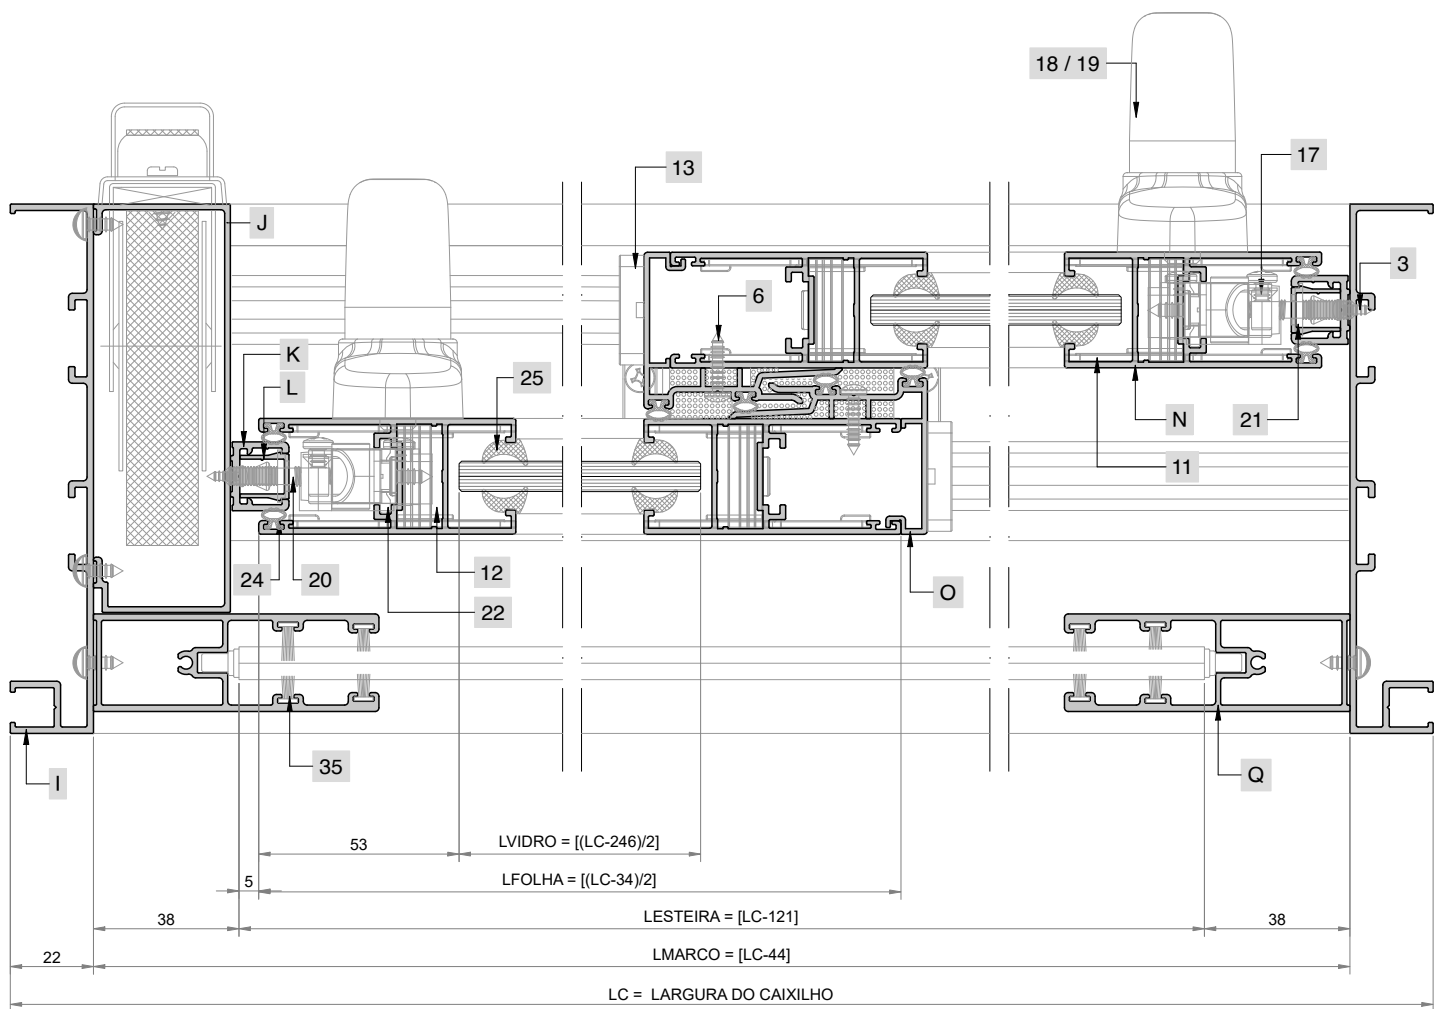 18 / 19
17
13
J
3
6
K
25
L
N
21
11
24
20
12
22
O
35
I
Q
53
LVIDRO = [(LC-246)/2]
5
LFOLHA = [(LC-34)/2]
38
LESTEIRA = [LC-121]
38
22
LMARCO = [LC-44]
LC = LARGURA DO CAIXILHO